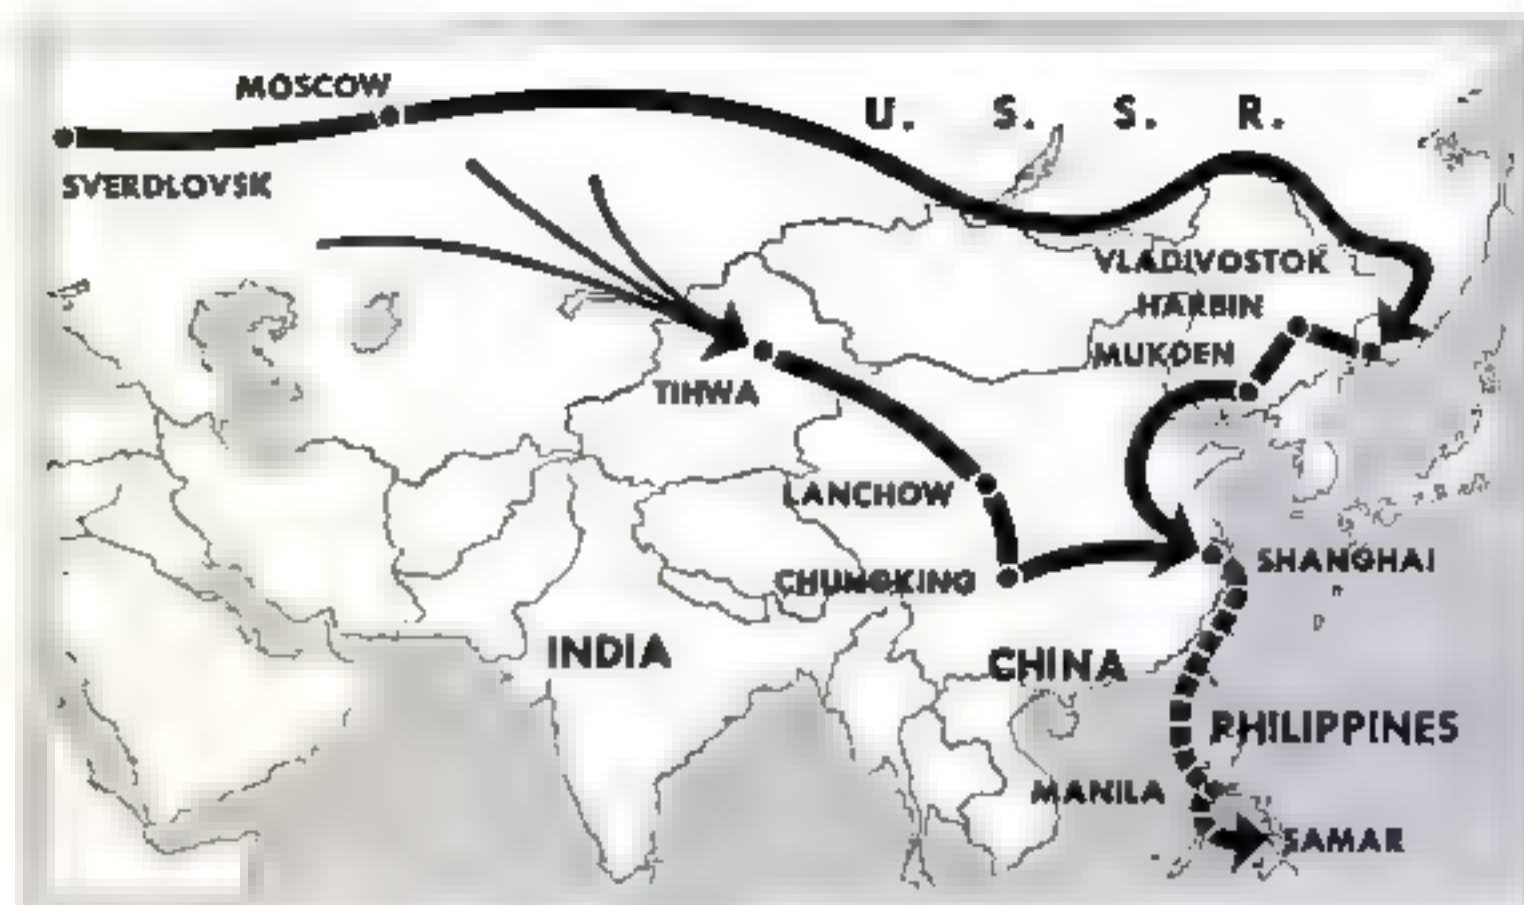 MOSCOW
U. S. S. R.
SVERDLOVSK
VLADIVOSTOK
HARBIN
MUKDEN
TIHWA
LANCHOW
SHANGHAI
CHUNGKING
INDIA
CHINA
PHILIPPINES
MANILA
SAMAR